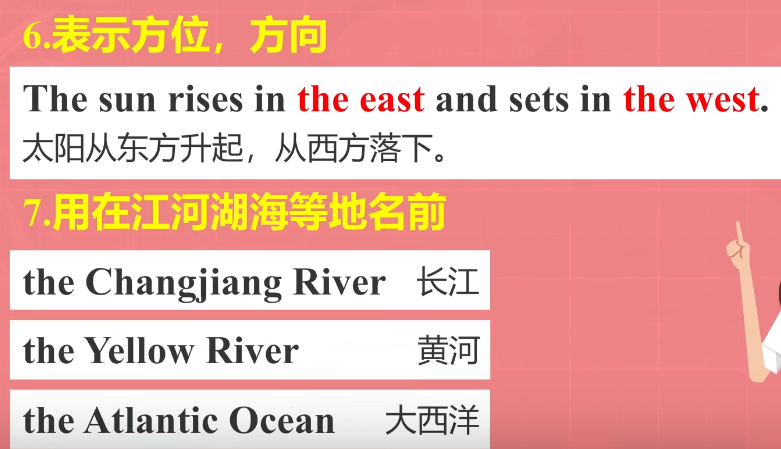 6.表示方位，方向
The sun rises in the east and sets in the west.
太阳从东方升起，从西方落下。
7.用在江河湖海等地名前
the Changjiang River 长江
the Yellow River 黄河
the Atlantic Ocean 大西洋